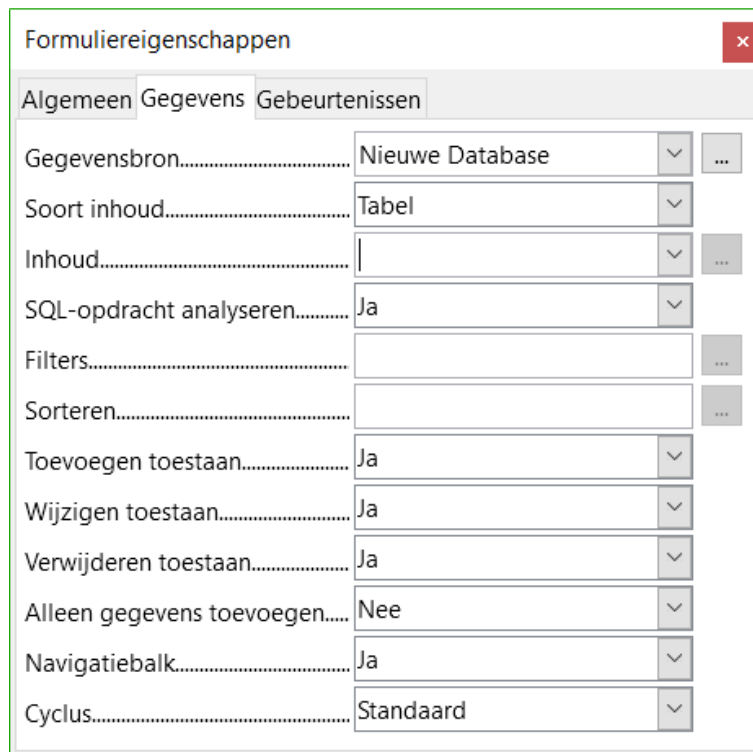 Formuliereigenschappen
Algemeen Gegevens Gebeurtenissen
Gegevensbron Nieuwe Database ...
Soort inhoud Tabel
Inhoud ...
SQL-opdracht analyseren Ja
Filters ...
Sorteren ...
Toevoegen toestaan Ja
Wijzigen toestaan Ja
Verwijderen toestaan Ja
Alleen gegevens toevoegen Nee
Navigatiebalk Ja
Cyclus Standaard